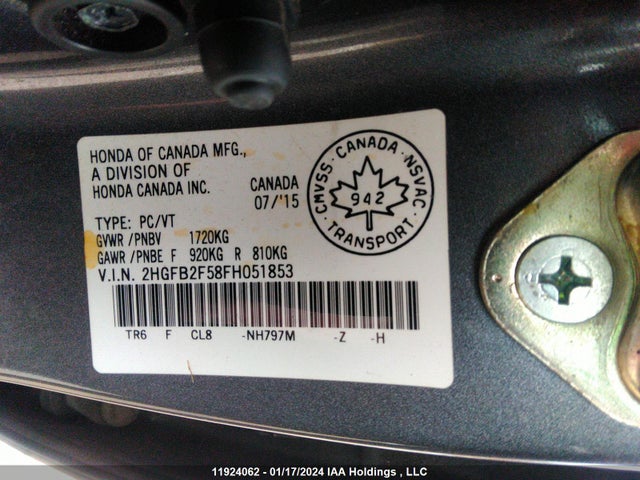 HONDA OF CANADA MFG.,
A DIVISION OF
HONDA CANADA INC.
CANADA
07/'15
TYPE: PC/VT
GVWR/PNBV 1720KG
GAWR/PNBE F 920KG R 810KG
V.I.N. 2HGFB2F58FH051853
TR6 F CL8 -NH797M -Z -H
CMVSS · CANADA · NSVAC
942
· TRANSPORT ·
11924062 - 01/17/2024 IAA Holdings , LLC